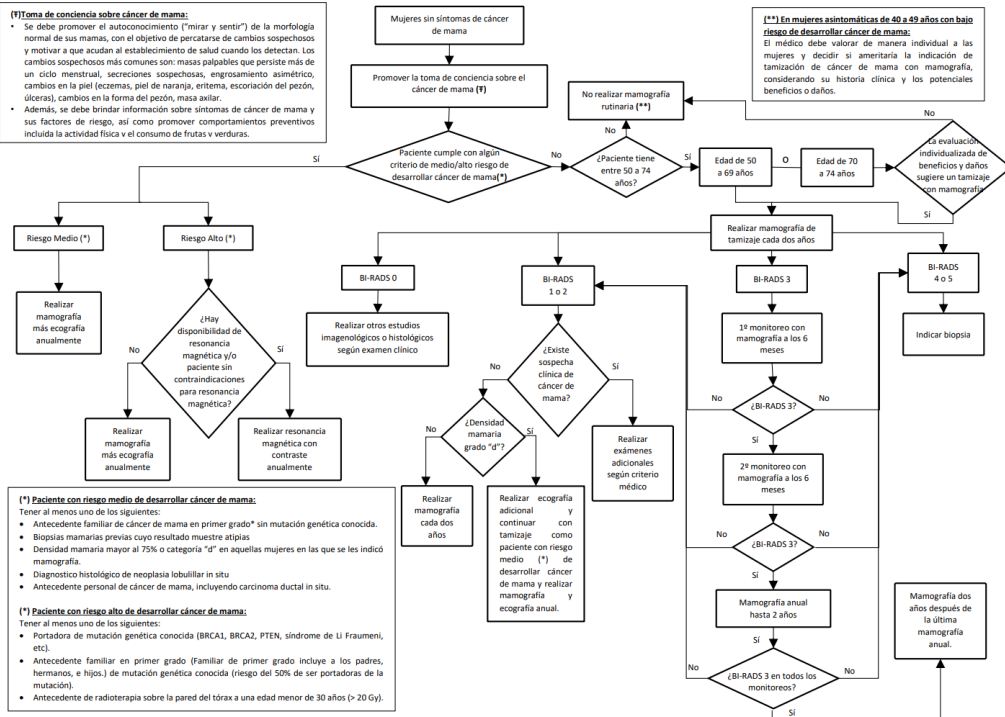 (Ŧ)Toma de conciencia sobre cáncer de mama:
• Se debe promover el autoconocimiento ("mirar y sentir") de la morfología
normal de sus mamas, con el objetivo de percatarse de cambios sospechosos
y motivar a que acudan al establecimiento de salud cuando los detectan. Los
cambios sospechosos más comunes son: masas palpables que persiste más de
un ciclo menstrual, secreciones sospechosas, engrosamiento asimétrico,
cambios en la piel (eczemas, piel de naranja, eritema, escoriación del pezón,
úlceras), cambios en la forma del pezón, masa axilar.
• Además, se debe brindar información sobre síntomas de cáncer de mama y
sus factores de riesgo, así como promover comportamientos preventivos
incluida la actividad física y el consumo de frutas y verduras.
Mujeres sin síntomas de cáncer
de mama
Promover la toma de conciencia sobre el
cáncer de mama (Ŧ)
(**) En mujeres asintomáticas de 40 a 49 años con bajo
riesgo de desarrollar cáncer de mama:
El médico debe valorar de manera individual a las
mujeres y decidir si ameritaría la indicación de
tamización de cáncer de mama con mamografía,
considerando su historia clínica y los potenciales
beneficios o daños.
No realizar mamografía
rutinaria (**)
No
No
Paciente cumple con algún
criterio de medio/alto riesgo de
desarrollar cáncer de mama(*)
Sí
No
¿Paciente tiene
entre 50 a 74
años?
Sí
Edad de 50
a 69 años
O
Edad de 70
a 74 años
La evaluación
individualizada de
beneficios y daños
sugiere un tamizaje
con mamografía
Sí
Riesgo Medio (*)
Riesgo Alto (*)
Realizar mamografía de
tamizaje cada dos años
BI-RADS 0
BI-RADS
1 o 2
BI-RADS 3
BI-RADS
4 o 5
Realizar
mamografía
más ecografía
anualmente
¿Hay
disponibilidad de
resonancia
magnética y/o
paciente sin
contraindicaciones
para resonancia
magnética?
No
Sí
Realizar otros estudios
imagenológicos o histológicos
según examen clínico
1º monitoreo con
mamografía a los 6
meses
Indicar biopsia
¿Existe
sospecha
clínica de
cáncer de
mama?
No
Sí
No
¿BI-RADS 3?
No
Sí
Realizar
mamografía
más ecografía
anualmente
Realizar resonancia
magnética con
contraste
anualmente
No
¿Densidad
mamaria
grado "d"?
Sí
Realizar
exámenes
adicionales
según criterio
médico
2º monitoreo con
mamografía a los 6
meses
Realizar
mamografía
cada dos
años
Realizar ecografía
adicional y
continuar con
tamizaje como
paciente con riesgo
medio (*) de
desarrollar cáncer
de mama y realizar
mamografía y
ecografía anual.
No
¿BI-RADS 3?
No
Sí
Mamografía anual
hasta 2 años
Mamografía dos
años después de
la última
mamografía
anual.
No
¿BI-RADS 3 en todos los
monitoreos?
No
Sí
(*) Paciente con riesgo medio de desarrollar cáncer de mama:
Tener al menos uno de los siguientes:
• Antecedente familiar de cáncer de mama en primer grado* sin mutación genética conocida.
• Biopsias mamarias previas cuyo resultado muestre atipias
• Densidad mamaria mayor al 75% o categoría "d" en aquellas mujeres en las que se les indicó
mamografía.
• Diagnostico histológico de neoplasia lobulillar in situ
• Antecedente personal de cáncer de mama, incluyendo carcinoma ductal in situ.
(*) Paciente con riesgo alto de desarrollar cáncer de mama:
Tener al menos uno de los siguientes:
• Portadora de mutación genética conocida (BRCA1, BRCA2, PTEN, síndrome de Li Fraumeni,
etc).
• Antecedente familiar en primer grado (Familiar de primer grado incluye a los padres,
hermanos, e hijos.) de mutación genética conocida (riesgo del 50% de ser portadoras de la
mutación).
• Antecedente de radioterapia sobre la pared del tórax a una edad menor de 30 años (> 20 Gy).